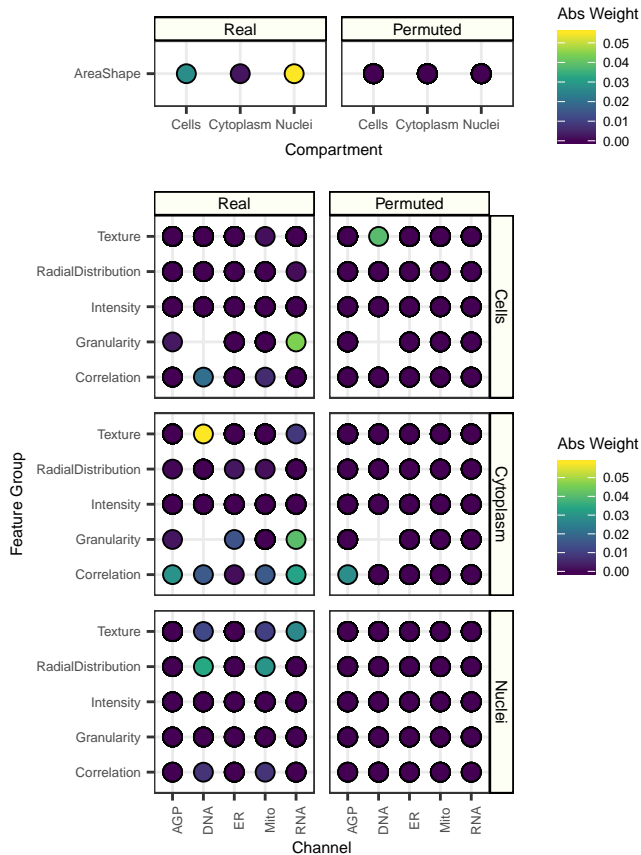 Real
Permuted
AreaShape
Cells
Cytoplasm
Nuclei
Cells
Cytoplasm
Nuclei
Compartment
Abs Weight
0.05
0.04
0.03
0.02
0.01
0.00
Real
Permuted
Texture
RadialDistribution
Intensity
Granularity
Correlation
Cells
Texture
RadialDistribution
Intensity
Granularity
Correlation
Cytoplasm
Texture
RadialDistribution
Intensity
Granularity
Correlation
Nuclei
Feature Group
AGP
DNA
ER
Mito
RNA
AGP
DNA
ER
Mito
RNA
Channel
Abs Weight
0.05
0.04
0.03
0.02
0.01
0.00